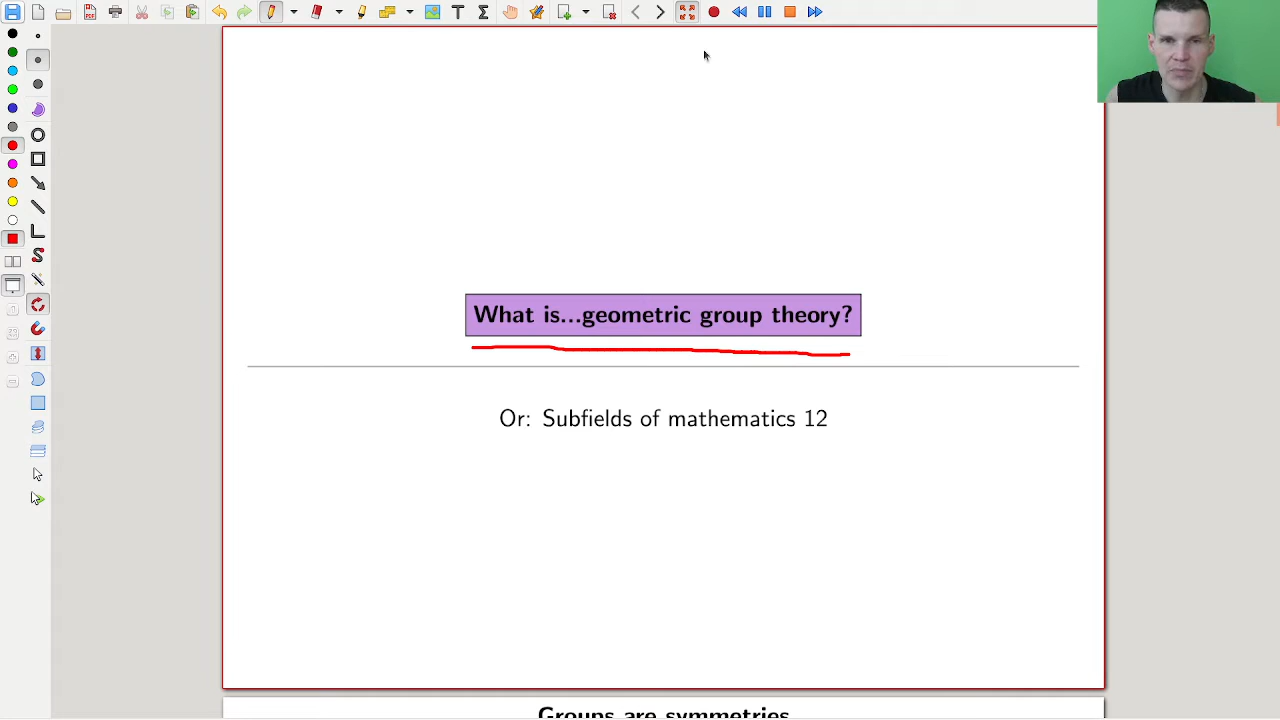 What is...geometric group theory?
Or: Subfields of mathematics 12
Groups are symmetries